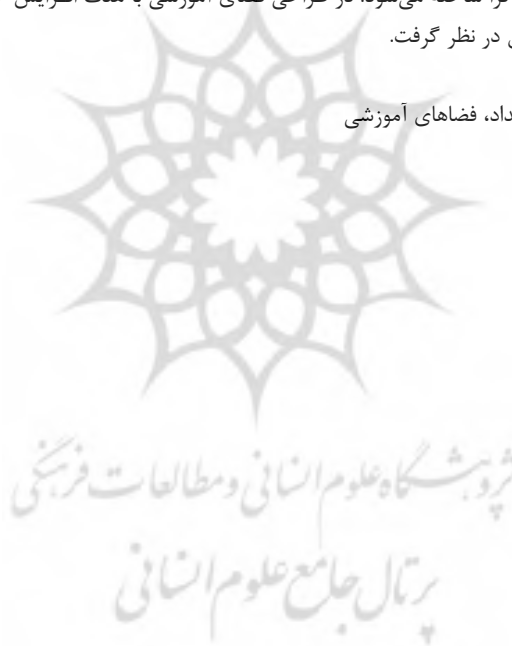 ساخته می‌شود، در طراحی فضای آموزشی با هدف افزایش
در نظر گرفت.
فضاهای آموزشی
پژوهشگاه علوم انسانی و مطالعات فرهنگی
پرتال جامع علوم انسانی